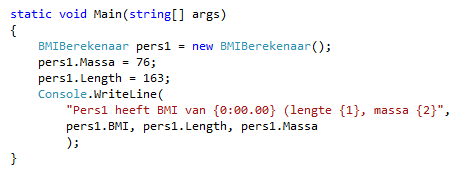 static void Main(string[] args)
{
    BMIBerekenaar pers1 = new BMIBerekenaar();
    pers1.Massa = 76;
    pers1.Length = 163;
    Console.WriteLine(
        "Pers1 heeft BMI van {0:00.00} (lengte {1}, massa {2}",
        pers1.BMI, pers1.Length, pers1.Massa
        );
}